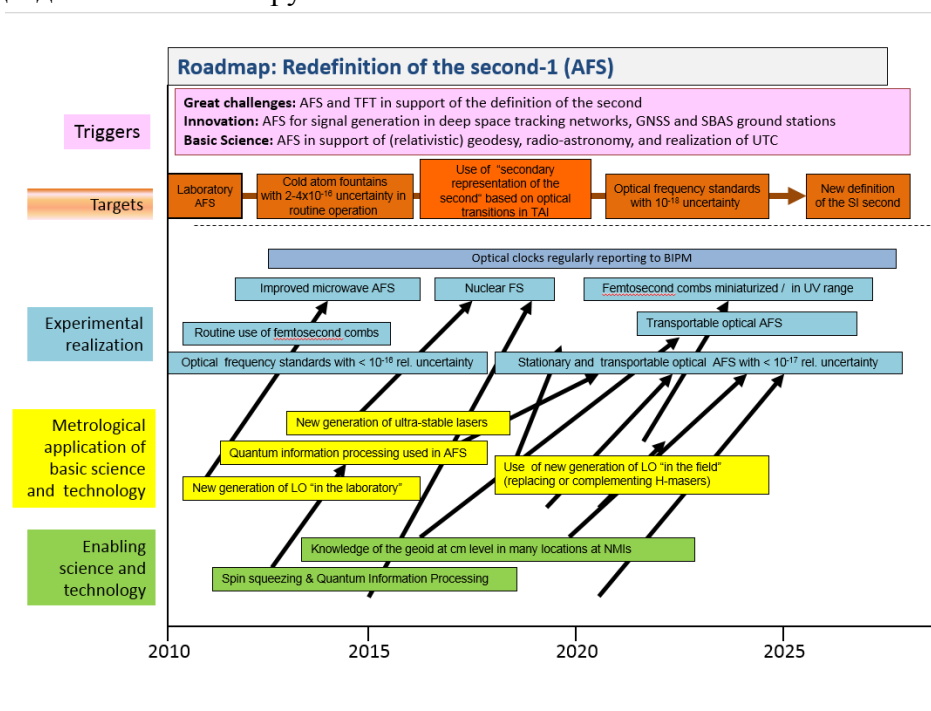 Roadmap: Redefinition of the second-1 (AFS)
Triggers
Great challenges: AFS and TFT in support of the definition of the second
Innovation: AFS for signal generation in deep space tracking networks, GNSS and SBAS ground stations
Basic Science: AFS in support of (relativistic) geodesy, radio-astronomy, and realization of UTC
Targets
Laboratory
AFS
Cold atom fountains
with 2-4x10⁻¹⁶ uncertainty in
routine operation
Use of "secondary
representation of the
second" based on optical
transitions in TAI
Optical frequency standards
with 10⁻¹⁸ uncertainty
New definition
of the SI second
Optical clocks regularly reporting to BIPM
Experimental
realization
Improved microwave AFS
Nuclear FS
Femtosecond combs miniaturized / in UV range
Transportable optical AFS
Routine use of femtosecond combs
Optical frequency standards with < 10⁻¹⁶ rel. uncertainty
Stationary and transportable optical AFS with < 10⁻¹⁷ rel. uncertainty
Metrological
application of
basic science
and technology
New generation of ultra-stable lasers
Quantum information processing used in AFS
New generation of LO "in the laboratory"
Use of new generation of LO "in the field"
(replacing or complementing H-masers)
Enabling
science and
technology
Knowledge of the geoid at cm level in many locations at NMIs
Spin squeezing & Quantum Information Processing
2010
2015
2020
2025